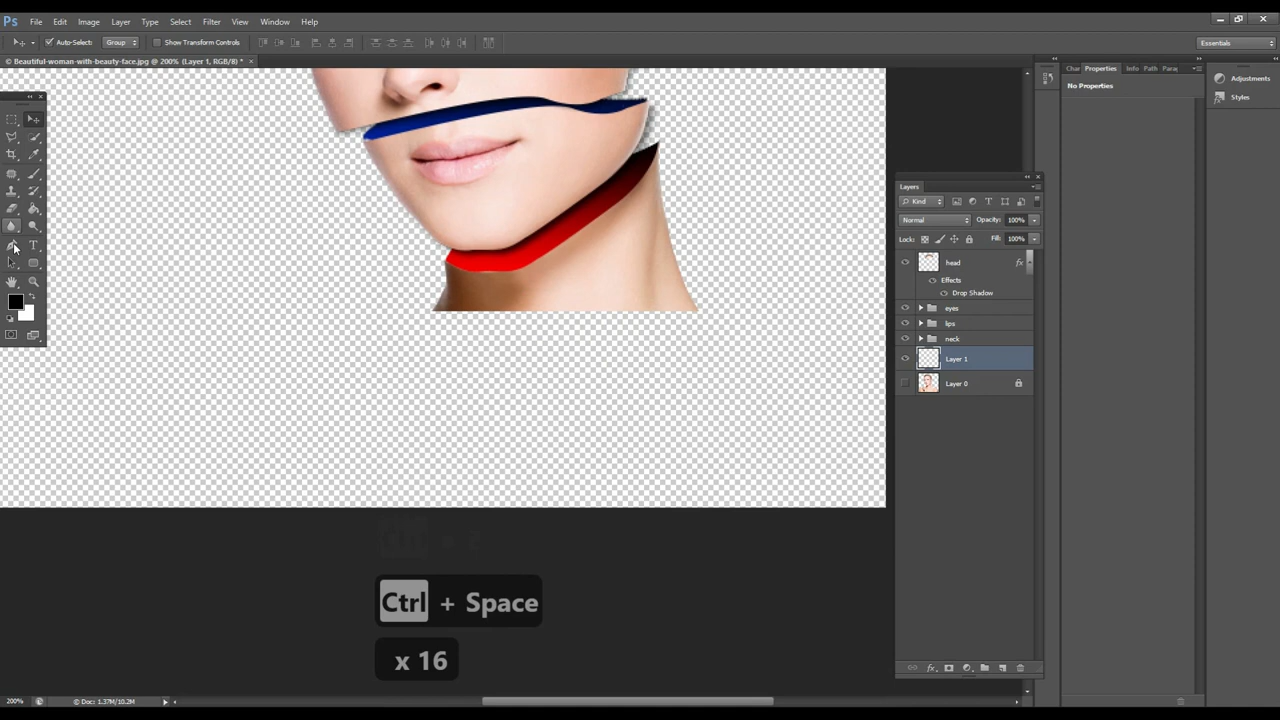 Ps File Edit Image Layer Type Select Filter View Window Help
Auto-Select: Group Show Transform Controls Essentials
© Beautiful-woman-with-beauty-face.jpg @ 200% (Layer 1, RGB/8) * ×
Char Properties Info Path Para
No Properties
Adjustments
Styles
Layers
Kind
Normal Opacity: 100%
Lock: Fill: 100%
head fx
Effects
Drop Shadow
eyes
lips
neck
Layer 1
Layer 0
T
Ctrl + Space
x 16
fx
200% Doc: 1.37M/10.2M